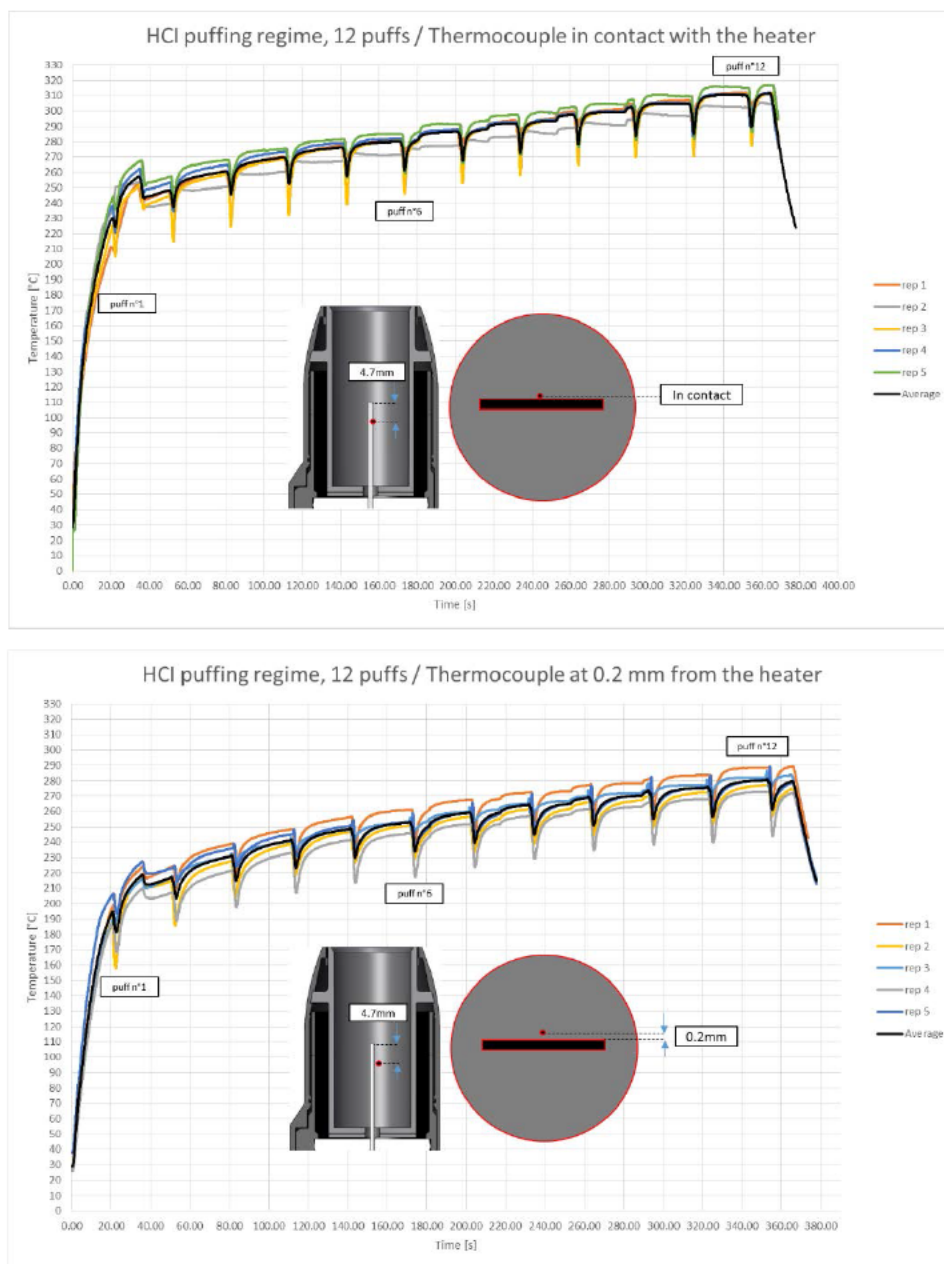 HCI puffing regime, 12 puffs / Thermocouple in contact with the heater
330
320
310
300
290
280
270
260
250
240
230
220
210
200
190
180
170
160
150
140
130
120
110
100
90
80
70
60
50
40
30
20
10
0
Temperature [°C]
puff n°12
puff n°6
puff n°1
4.7mm
In contact
rep 1
rep 2
rep 3
rep 4
rep 5
Average
0.00 20.00 40.00 60.00 80.00 100.00 120.00 140.00 160.00 180.00 200.00 220.00 240.00 260.00 280.00 300.00 320.00 340.00 360.00 380.00 400.00
Time [s]
HCI puffing regime, 12 puffs / Thermocouple at 0.2 mm from the heater
330
320
310
300
290
280
270
260
250
240
230
220
210
200
190
180
170
160
150
140
130
120
110
100
90
80
70
60
50
40
30
20
10
0
Temperature [°C]
puff n°12
puff n°6
puff n°1
4.7mm
0.2mm
rep 1
rep 2
rep 3
rep 4
rep 5
Average
0.00 20.00 40.00 60.00 80.00 100.00 120.00 140.00 160.00 180.00 200.00 220.00 240.00 260.00 280.00 300.00 320.00 340.00 360.00 380.00
Time [s]